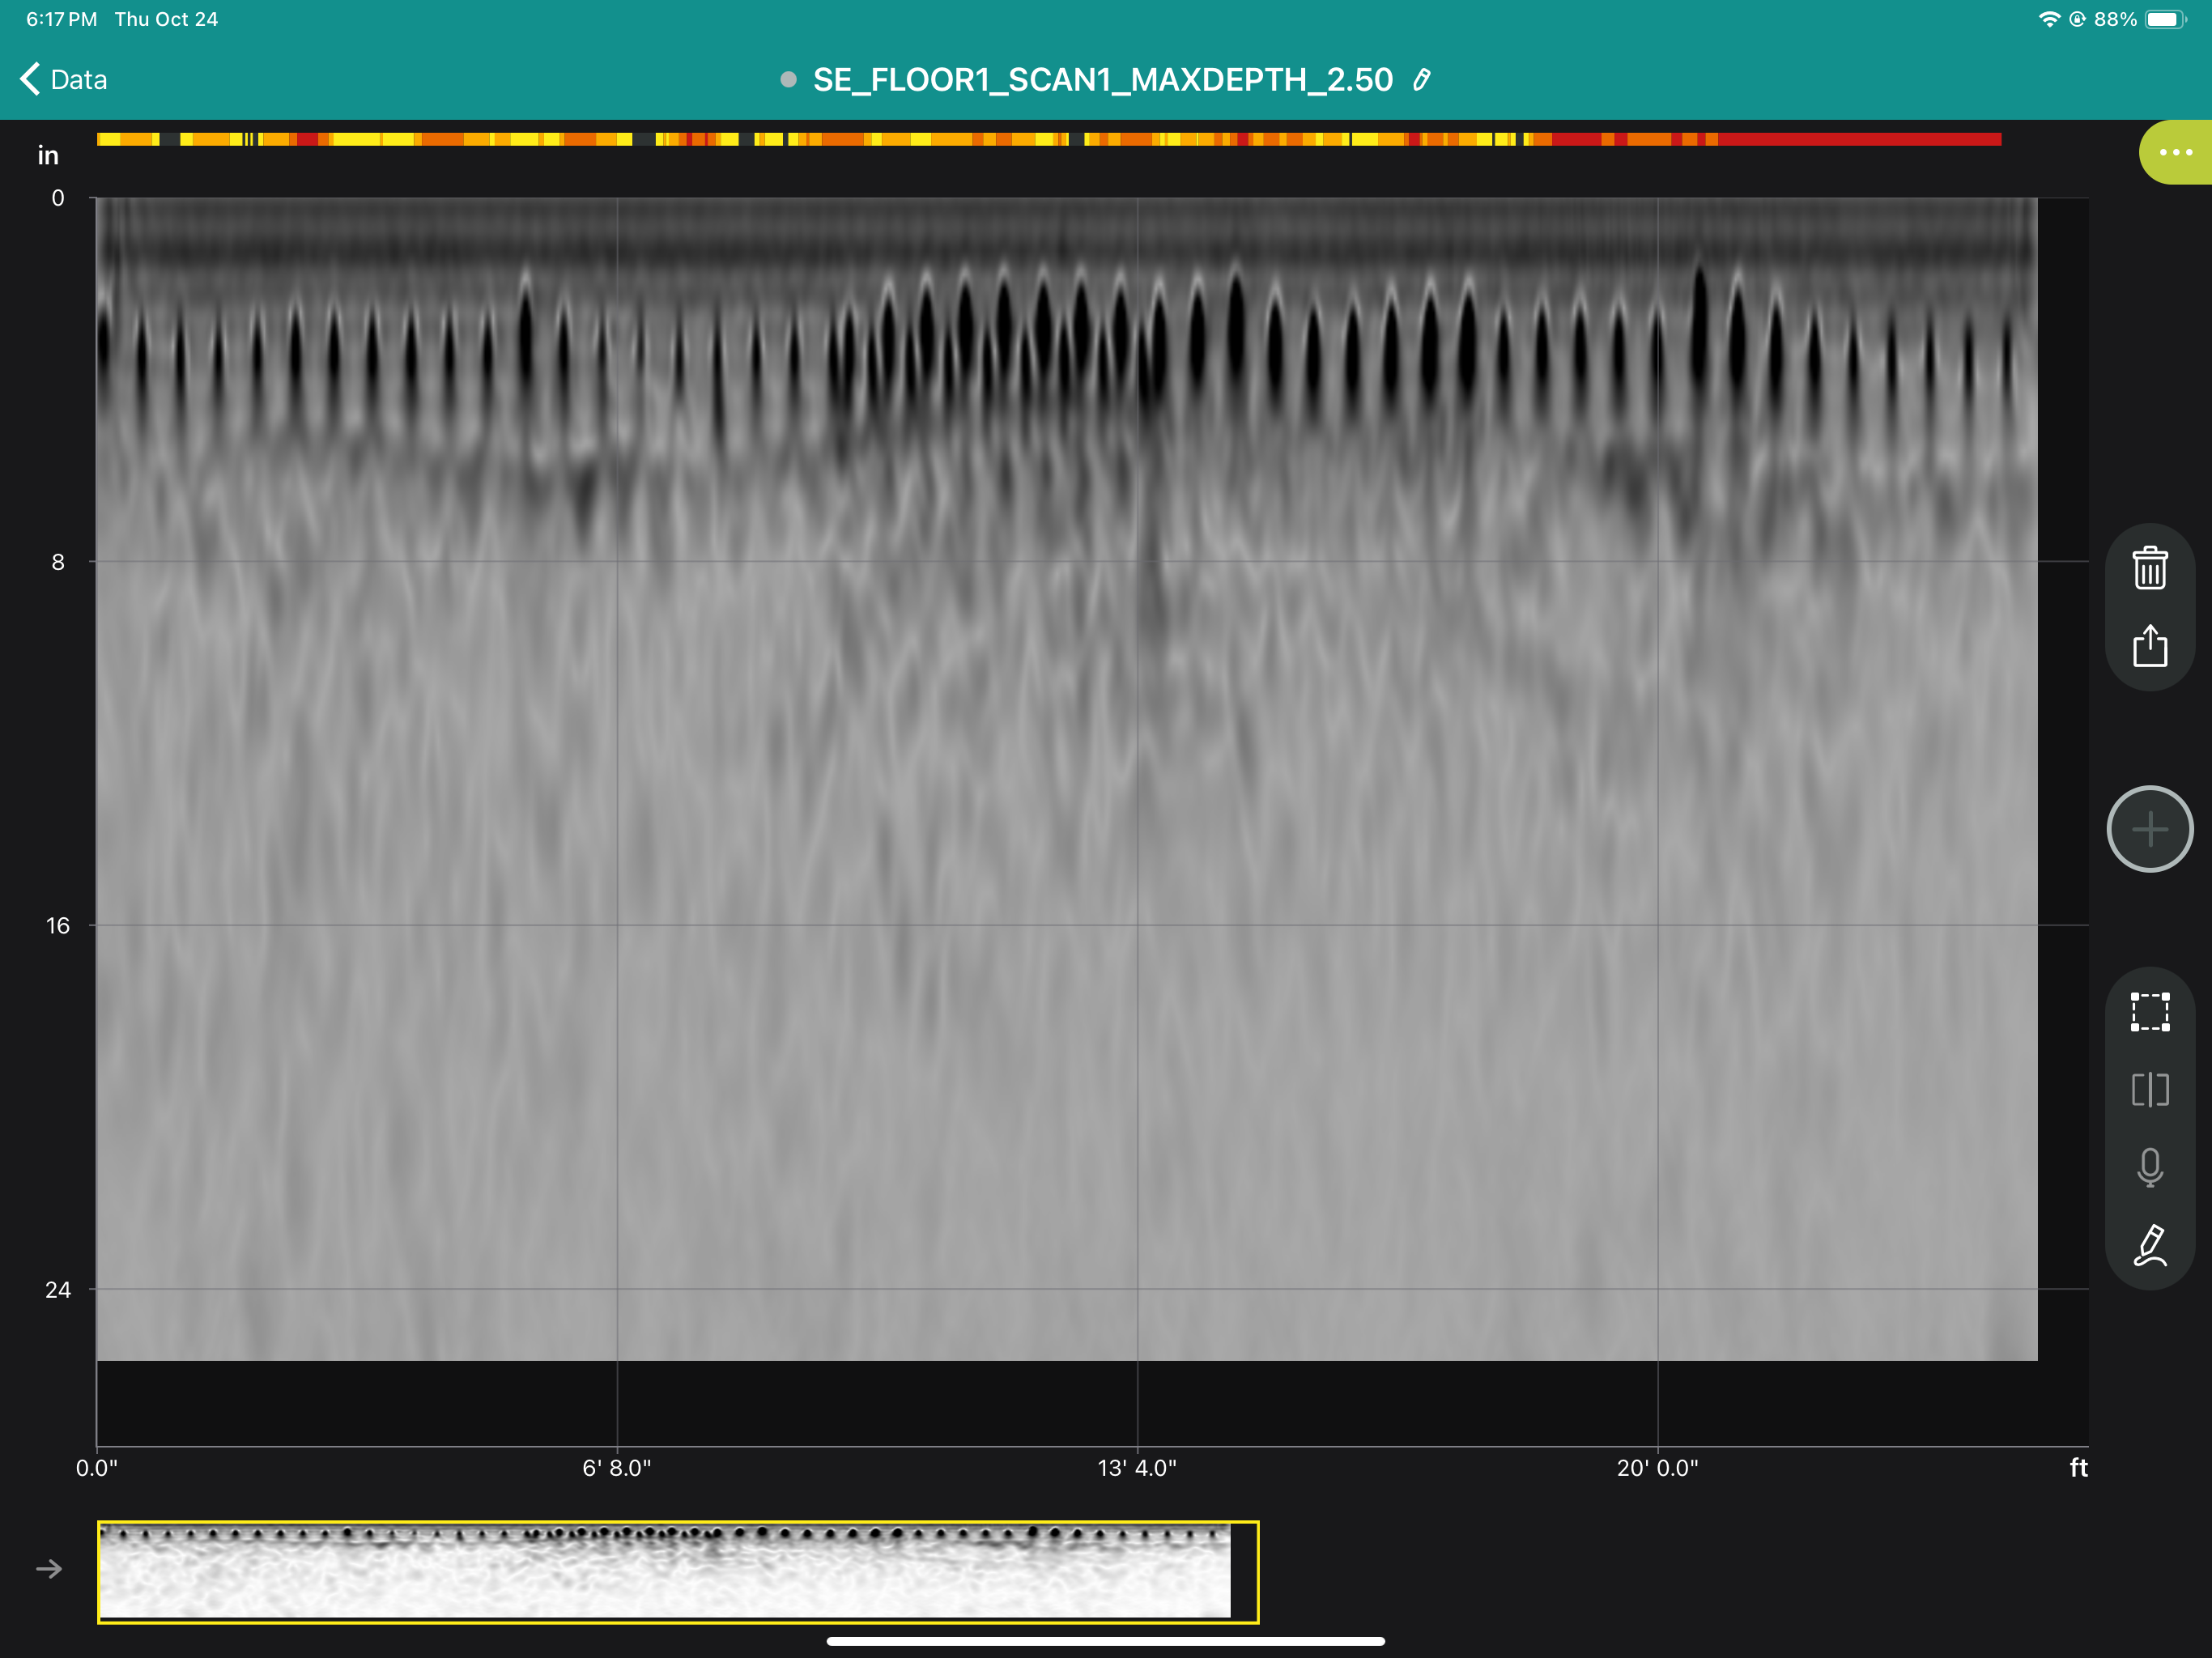 6:17 PM Thu Oct 24
88%
Data
SE_FLOOR1_SCAN1_MAXDEPTH_2.50
in
0
8
16
24
0.0" 6' 8.0" 13' 4.0" 20' 0.0" ft